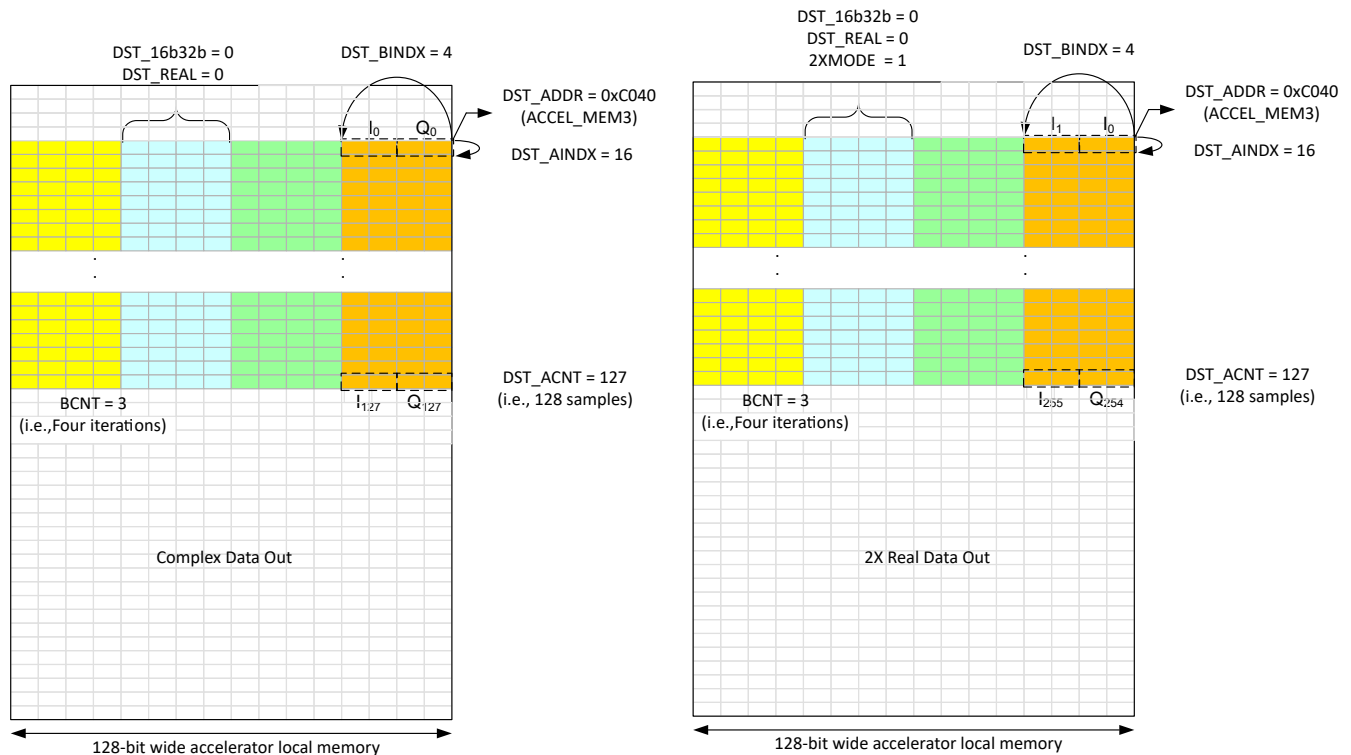 DST_16b32b = 0
DST_REAL = 0
DST_BINDX = 4
DST_ADDR = 0xC040
(ACCEL_MEM3)
I0 Q0
DST_AINDX = 16
DST_ACNT = 127
(i.e., 128 samples)
I127 Q127
BCNT = 3
(i.e.,Four iterations)
Complex Data Out
128-bit wide accelerator local memory
DST_16b32b = 0
DST_REAL = 0
2XMODE = 1
DST_BINDX = 4
DST_ADDR = 0xC040
(ACCEL_MEM3)
I1 I0
DST_AINDX = 16
DST_ACNT = 127
(i.e., 128 samples)
I255 Q254
BCNT = 3
(i.e.,Four iterations)
2X Real Data Out
128-bit wide accelerator local memory